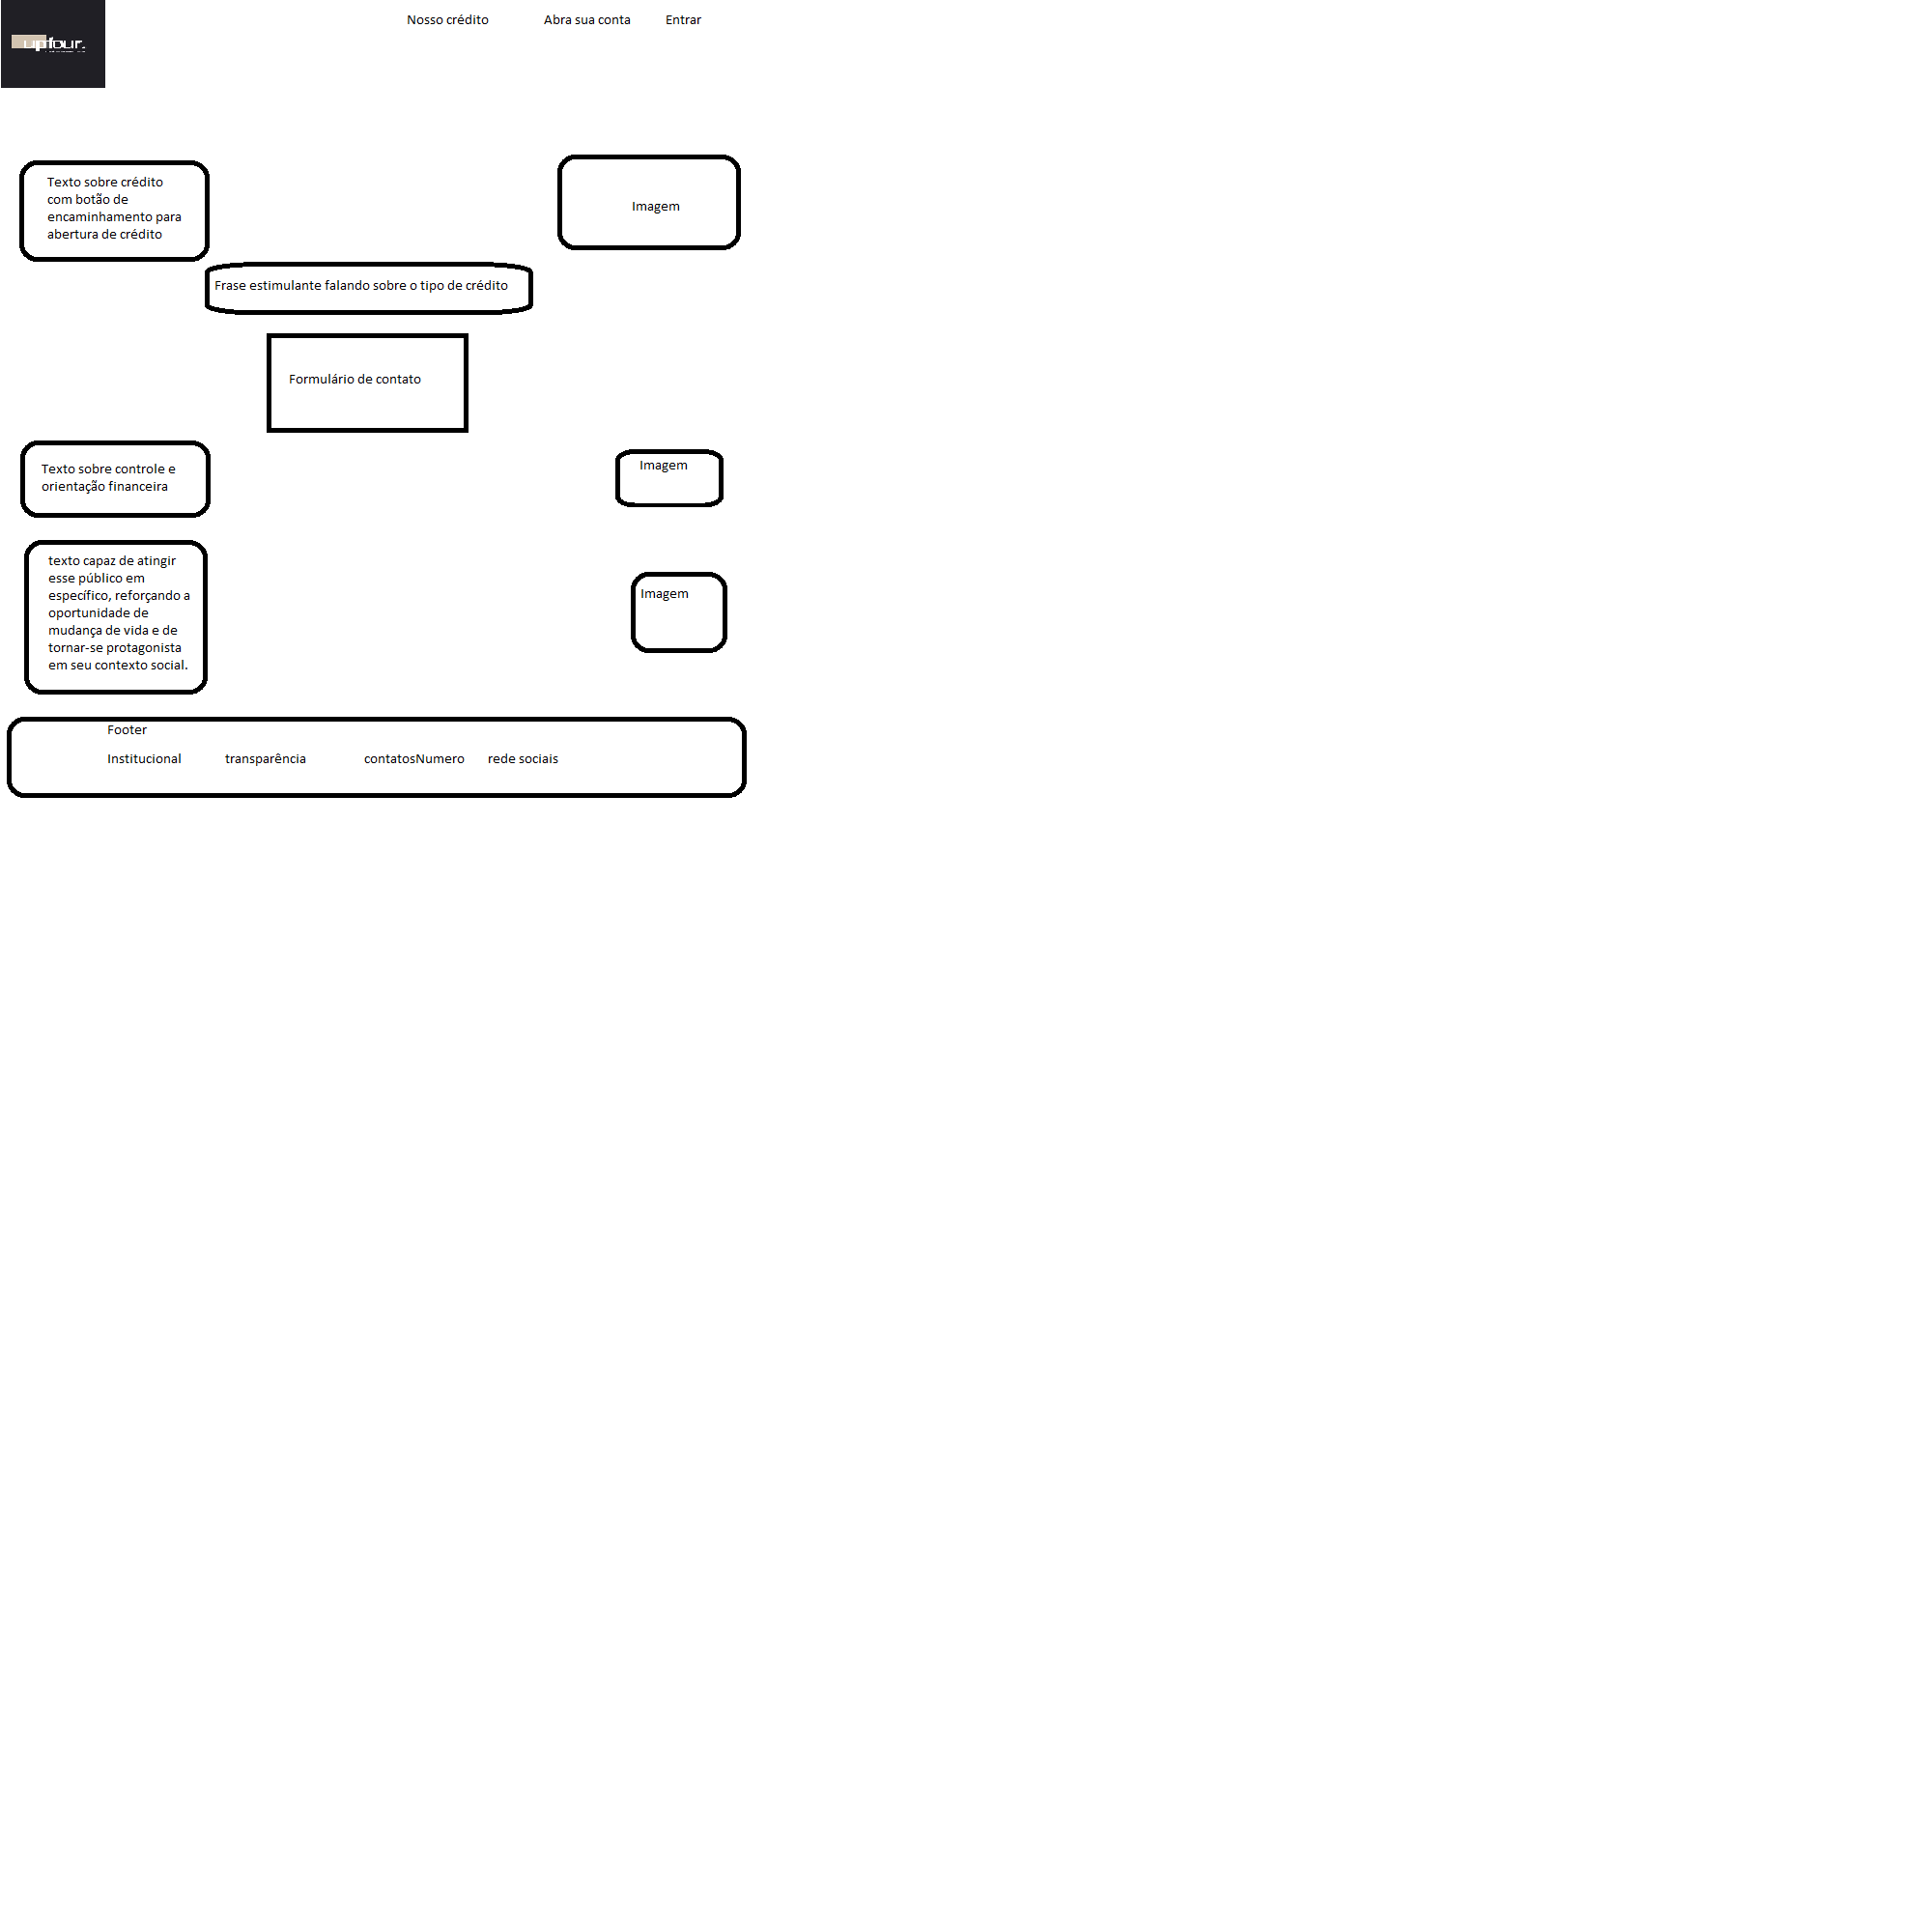 upfour.
Nosso crédito
Abra sua conta
Entrar
Texto sobre crédito
com botão de
encaminhamento para
abertura de crédito
Imagem
Frase estimulante falando sobre o tipo de crédito
Formulário de contato
Texto sobre controle e
orientação financeira
Imagem
texto capaz de atingir
esse público em
específico, reforçando a
oportunidade de
mudança de vida e de
tornar-se protagonista
em seu contexto social.
Imagem
Footer
Institucional
transparência
contatosNumero
rede sociais